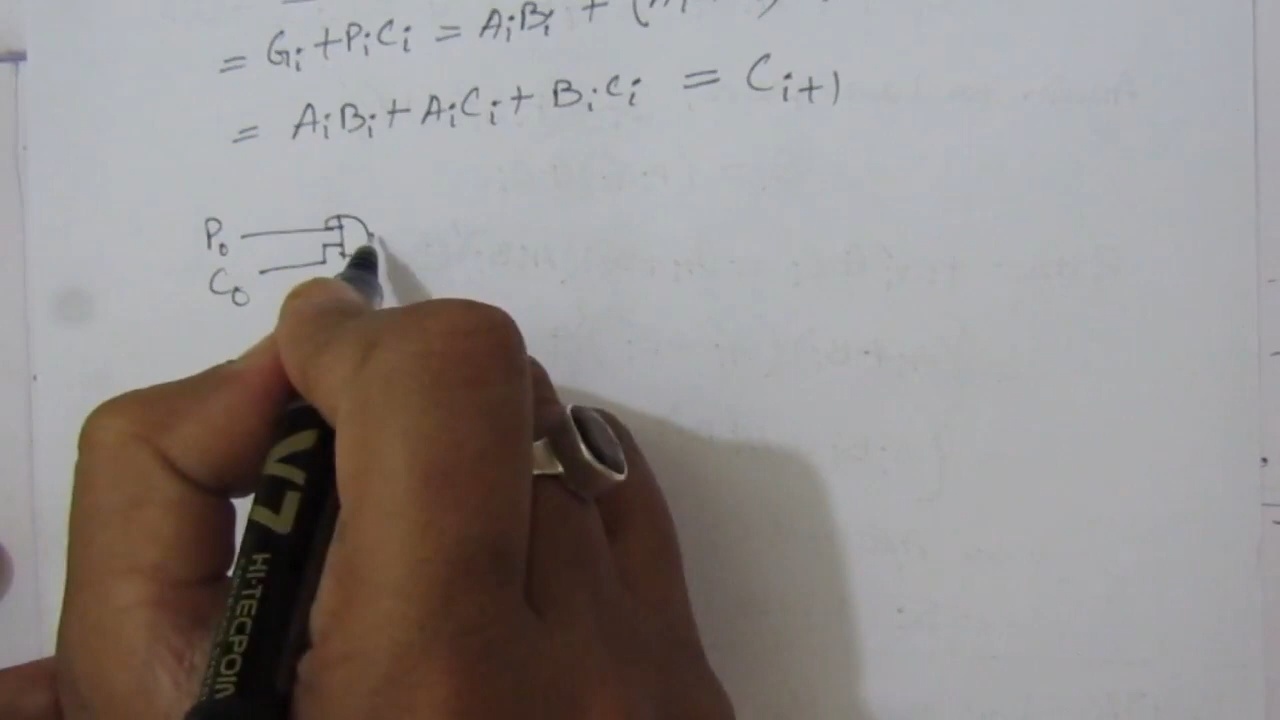 = Gi + PiCi = AiBi + (
= AiBi + AiCi + BiCi = Ci+1
P0
C0
V7
HI-TECPOIN